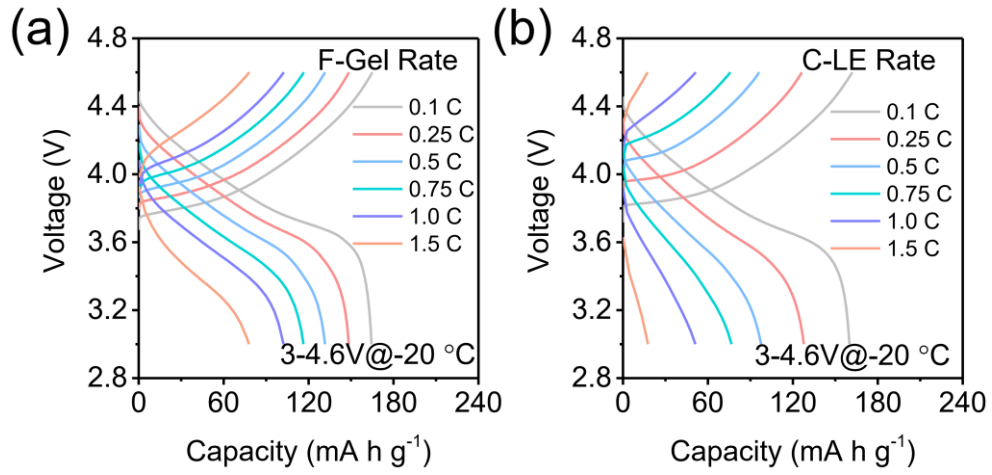 (a)
4.8
4.4
4.0
3.6
3.2
2.8
Voltage (V)
F-Gel Rate
0.1 C
0.25 C
0.5 C
0.75 C
1.0 C
1.5 C
3-4.6V@-20 °C
0 60 120 180 240
Capacity (mA h g⁻¹)
(b)
4.8
4.4
4.0
3.6
3.2
2.8
Voltage (V)
C-LE Rate
0.1 C
0.25 C
0.5 C
0.75 C
1.0 C
1.5 C
3-4.6V@-20 °C
0 60 120 180 240
Capacity (mA h g⁻¹)